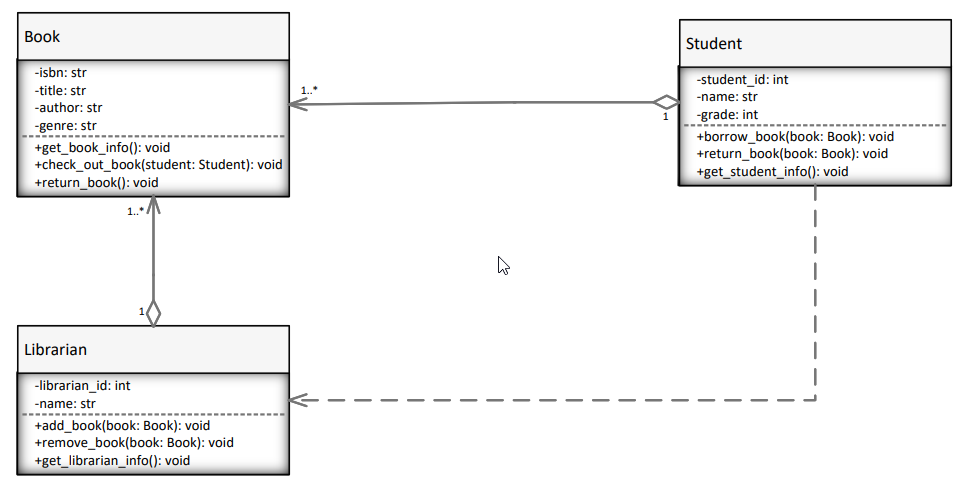 Book
-isbn: str
-title: str
-author: str
-genre: str
+get_book_info(): void
+check_out_book(student: Student): void
+return_book(): void
1..*
1
Student
-student_id: int
-name: str
-grade: int
+borrow_book(book: Book): void
+return_book(book: Book): void
+get_student_info(): void
1..*
1
Librarian
-librarian_id: int
-name: str
+add_book(book: Book): void
+remove_book(book: Book): void
+get_librarian_info(): void